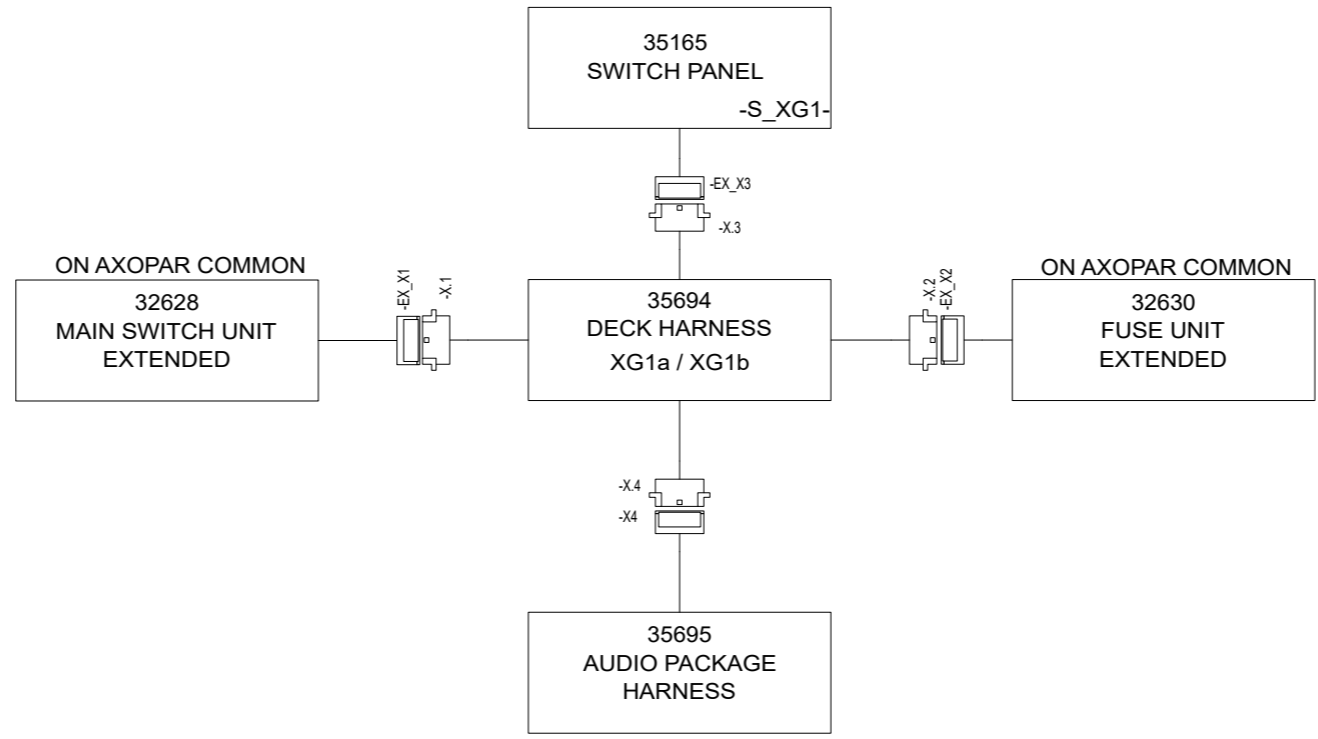 35165
SWITCH PANEL
-S_XG1-
-EX_X3
-X.3
ON AXOPAR COMMON
32628
MAIN SWITCH UNIT
EXTENDED
-EX_X1
-X.1
35694
DECK HARNESS
XG1a / XG1b
-X.2
-EX_X2
ON AXOPAR COMMON
32630
FUSE UNIT
EXTENDED
-X.4
-X4
35695
AUDIO PACKAGE
HARNESS